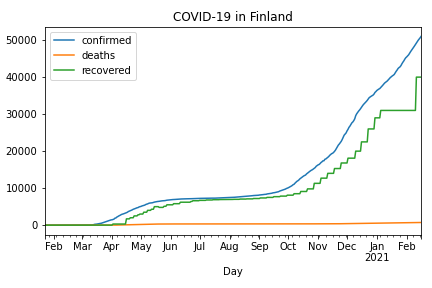 COVID-19 in Finland
confirmed
deaths
recovered
50000
40000
30000
20000
10000
0
Feb Mar Apr May Jun Jul Aug Sep Oct Nov Dec Jan Feb
2021
Day